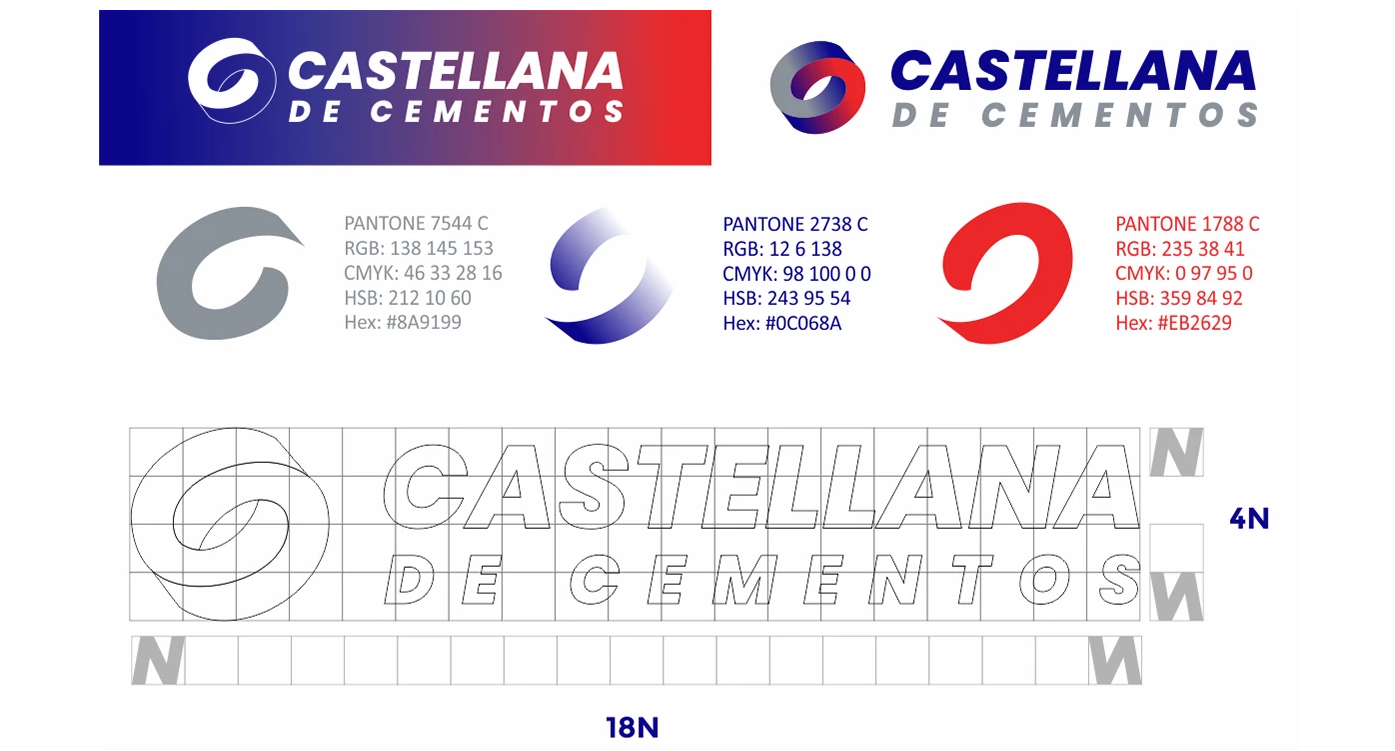 CASTELLANA
DE CEMENTOS
CASTELLANA
DE CEMENTOS
PANTONE 7544 C
RGB: 138 145 153
CMYK: 46 33 28 16
HSB: 212 10 60
Hex: #8A9199
PANTONE 2738 C
RGB: 12 6 138
CMYK: 98 100 0 0
HSB: 243 95 54
Hex: #0C068A
PANTONE 1788 C
RGB: 235 38 41
CMYK: 0 97 95 0
HSB: 359 84 92
Hex: #EB2629
CASTELLANA
DE CEMENTOS
N
4N
N
N
N
18N